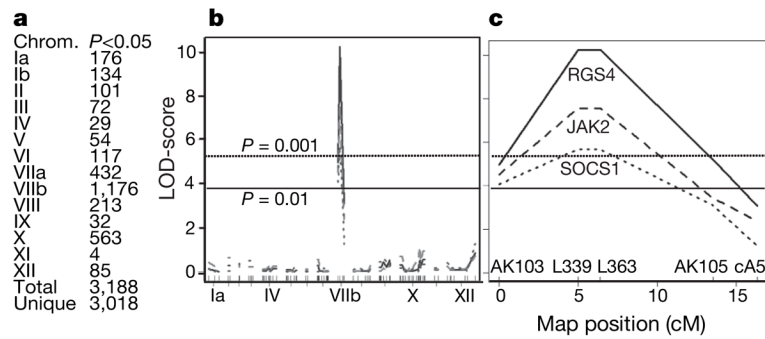 a
Chrom. P<0.05
Ia 176
Ib 134
II 101
III 72
IV 29
V 54
VI 117
VIIa 432
VIIb 1,176
VIII 213
IX 32
X 563
XI 4
XII 85
Total 3,188
Unique 3,018
b
LOD-score
10
8
6
4
2
0
P = 0.001
P = 0.01
Ia IV VIIb X XII
c
RGS4
JAK2
SOCS1
AK103 L339 L363 AK105 cA5
0 5 10 15
Map position (cM)